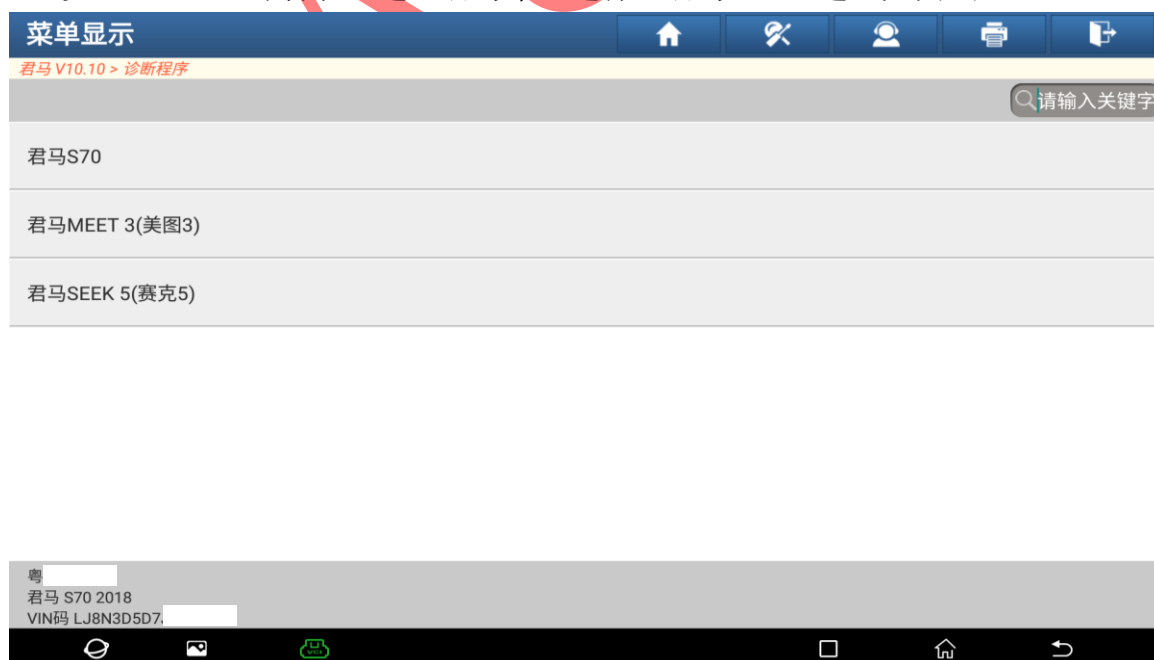 菜单显示
君马 V10.10 > 诊断程序
请输入关键字
君马S70
君马MEET 3(美图3)
君马SEEK 5(赛克5)
粤
君马 S70 2018
VIN码 LJ8N3D5D7
VCI